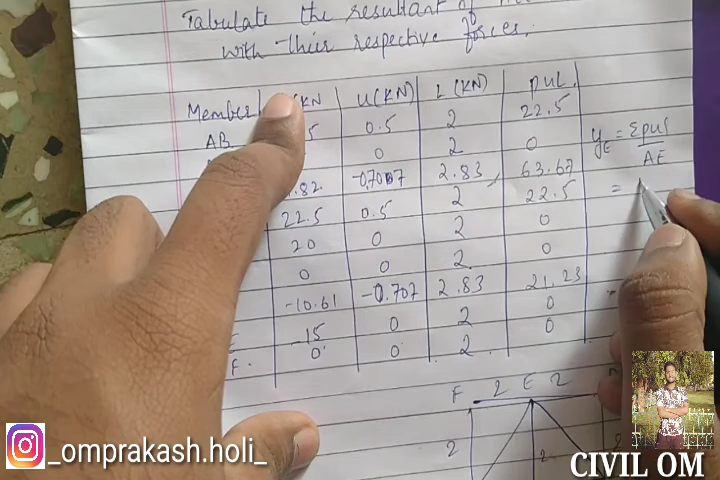 Tabulate the resultant of
with their respective forces.
Member (KN U(KN) L(KN) PUL
AB 5 0.5 2 22.5
0 2 0
.82 -0.7007 2.83 63.67
22.5 0.5 2 22.5
20 0 2 0
0 0 2 0
-10.61 -0.707 2.83 21.23
E -15 0 2 0
F. 0 0 2 0
yE = ΣPUL
AE
=
F 2 E 2
2 2
_omprakash.holi_
CIVIL OM